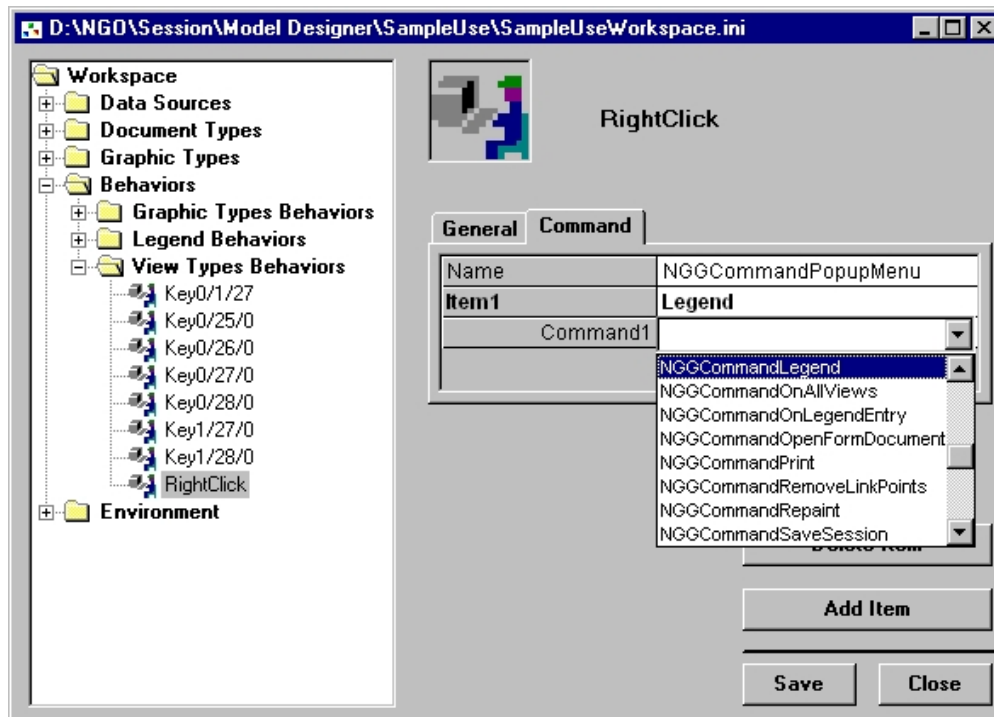 D:\NGO\Session\Model Designer\SampleUse\SampleUseWorkspace.ini
Workspace
Data Sources
Document Types
Graphic Types
Behaviors
Graphic Types Behaviors
Legend Behaviors
View Types Behaviors
Key0/1/27
Key0/25/0
Key0/26/0
Key0/27/0
Key0/28/0
Key1/27/0
Key1/28/0
RightClick
Environment
RightClick
General Command
Name NGGCommandPopupMenu
Item1 Legend
Command1
NGGCommandLegend
NGGCommandOnAllViews
NGGCommandOnLegendEntry
NGGCommandOpenFormDocument
NGGCommandPrint
NGGCommandRemoveLinkPoints
NGGCommandRepaint
NGGCommandSaveSession
Delete Item
Add Item
Save Close